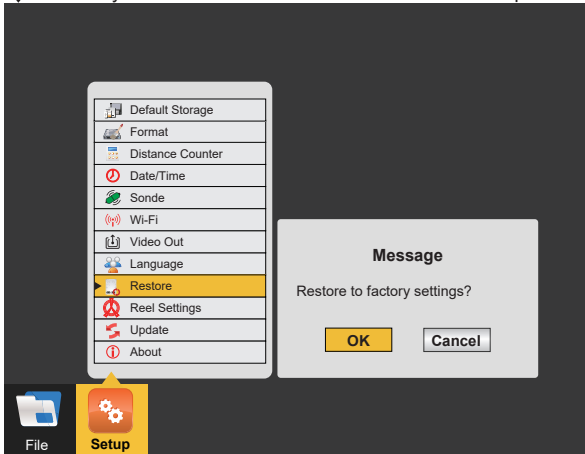 Default Storage
Format
Distance Counter
Date/Time
Sonde
Wi-Fi
Video Out
Language
Restore
Reel Settings
Update
About
Message
Restore to factory settings?
OK
Cancel
File
Setup